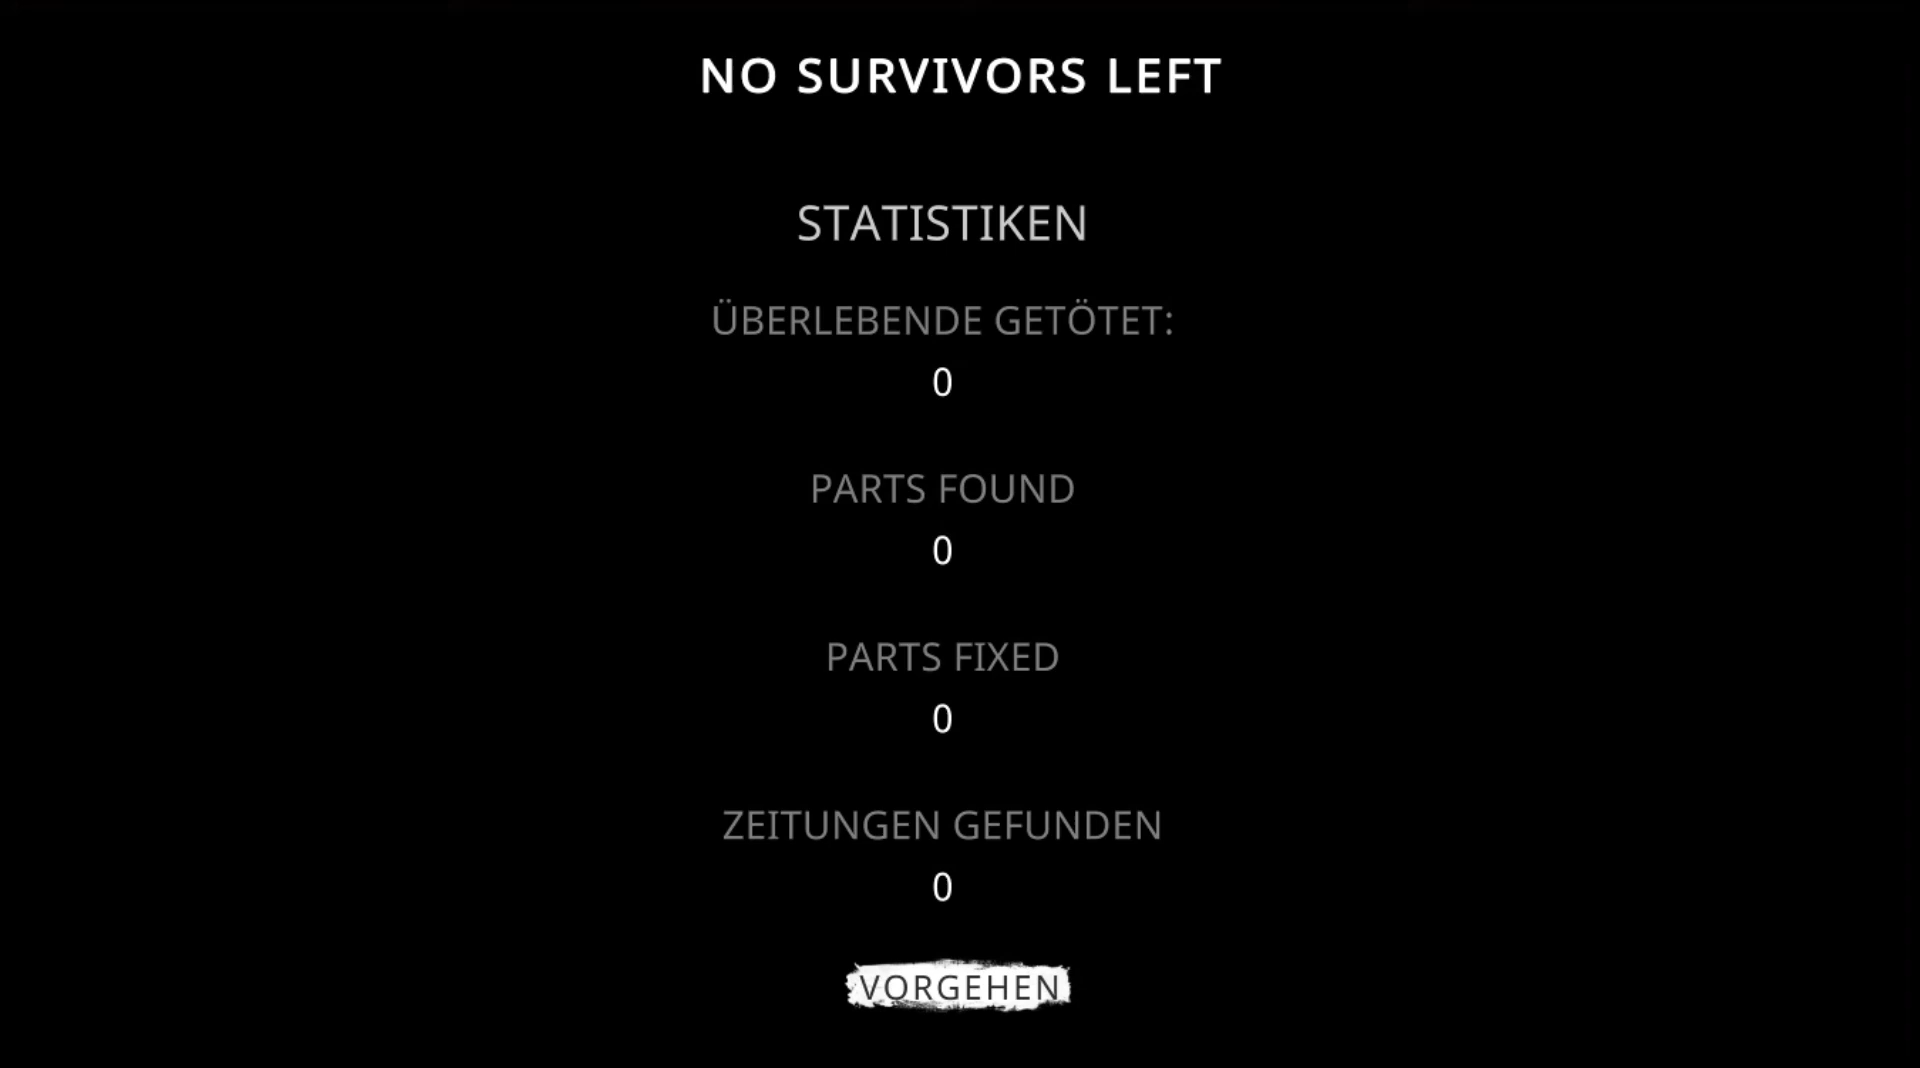 NO SURVIVORS LEFT
STATISTIKEN
ÜBERLEBENDE GETÖTET:
0
PARTS FOUND
0
PARTS FIXED
0
ZEITUNGEN GEFUNDEN
0
VORGEHEN